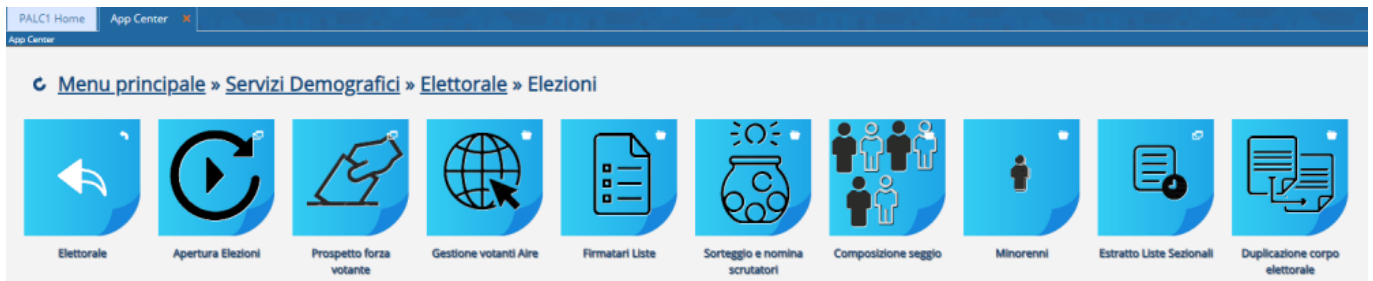 PALC1 Home App Center ×
App Center
Menu principale » Servizi Demografici » Elettorale » Elezioni
Elettorale
Apertura Elezioni
Prospetto forza
votante
Gestione votanti Aire
Firmatari Liste
Sorteggio e nomina
scrutatori
Composizione seggio
Minorenni
Estratto Liste Sezionali
Duplicazione corpo
elettorale